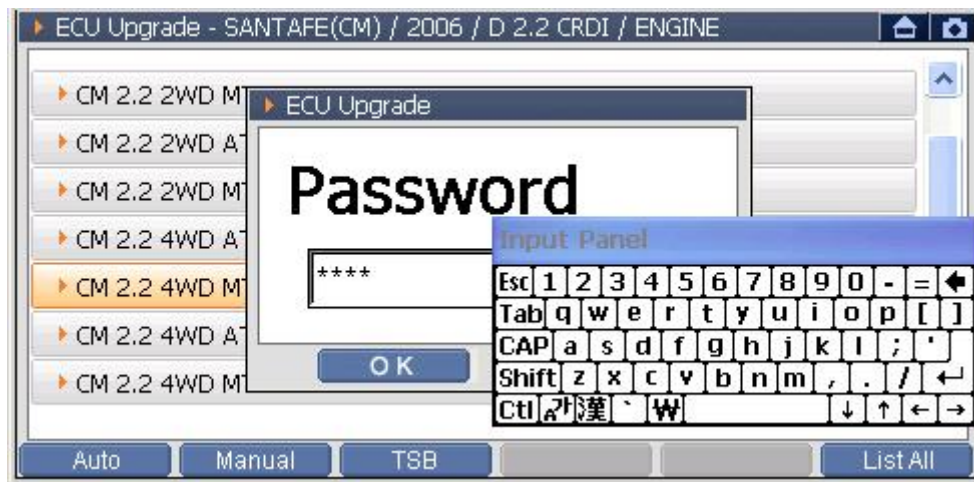 ECU Upgrade - SANTAFE(CM) / 2006 / D 2.2 CRDI / ENGINE
CM 2.2 2WD MT
CM 2.2 2WD AT
CM 2.2 2WD MT
CM 2.2 4WD AT
CM 2.2 4WD MT
CM 2.2 4WD AT
CM 2.2 4WD MT
ECU Upgrade
Password
****
OK
Input Panel
Esc 1 2 3 4 5 6 7 8 9 0 - =
Tab q w e r t y u i o p [ ]
CAP a s d f g h j k l ; '
Shift z x c v b n m , . /
Ctl 漢 ` ₩ ↓ ↑ ← →
Auto Manual TSB List All